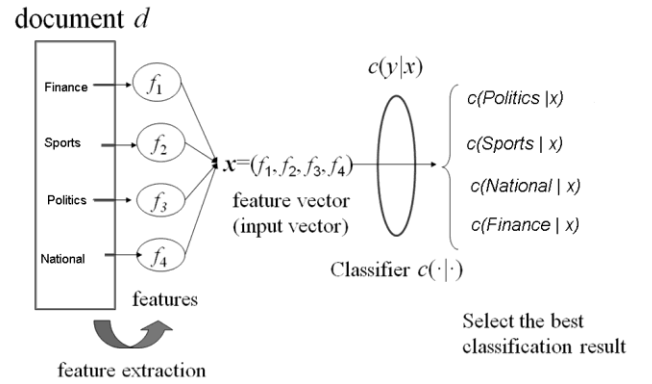 document d
Finance
f1
Sports
f2
Politics
f3
National
f4
features
feature extraction
x=(f1, f2, f3, f4)
feature vector
(input vector)
c(y|x)
Classifier c(·|·)
c(Politics |x)
c(Sports | x)
c(National | x)
c(Finance | x)
Select the best
classification result